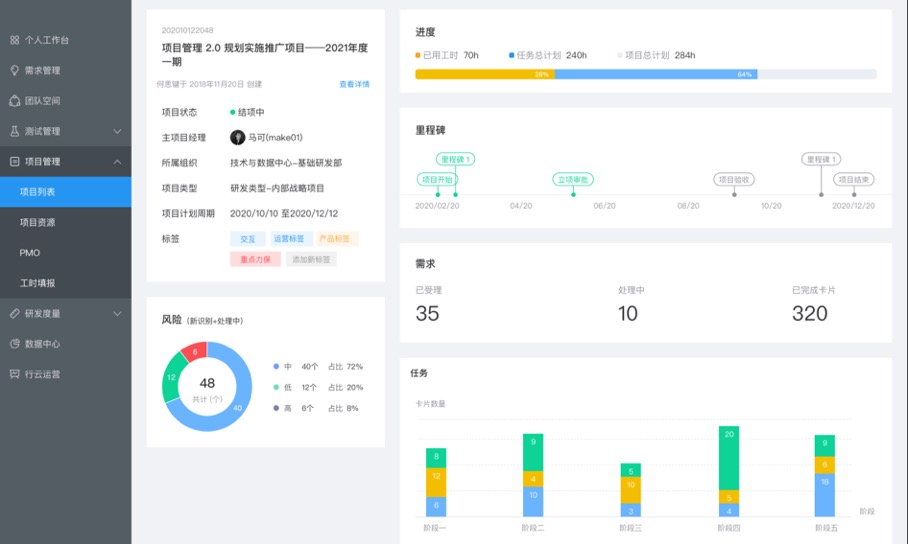 个人工作台
需求管理
团队空间
测试管理
项目管理
项目列表
项目资源
PMO
工时填报
研发度量
数据中心
行云运营
202010122048
项目管理 2.0 规划实施推广项目——2021年度
一期
何思键于 2018年11月20日 创建 查看详情
项目状态 结项中
主项目经理 马可(make01)
所属组织 技术与数据中心–基础研发部
项目类型 研发类型–内部战略项目
项目计划周期 2020/10/10 至2020/12/12
标签 交互 运营标签 产品标签
重点力保 添加新标签
风险 (新识别+处理中)
6
12
40
48
共计 (个)
中 40个 占比 72%
低 12个 占比 20%
高 6个 占比 8%
进度
已用工时 70h 任务总计划 240h 项目总计划 284h
28% 64%
里程碑
里程碑 1 里程碑 1
项目开始 立项审批 项目验收 项目结束
2020/02/20 04/20 06/20 08/20 10/20 2020/12/20
需求
已受理 处理中 已完成卡片
35 10 320
任务
卡片数量
8 12 6
9 4 10
5 10 3
20 5 4
9 6 18
阶段一 阶段二 阶段三 阶段四 阶段五
阶段